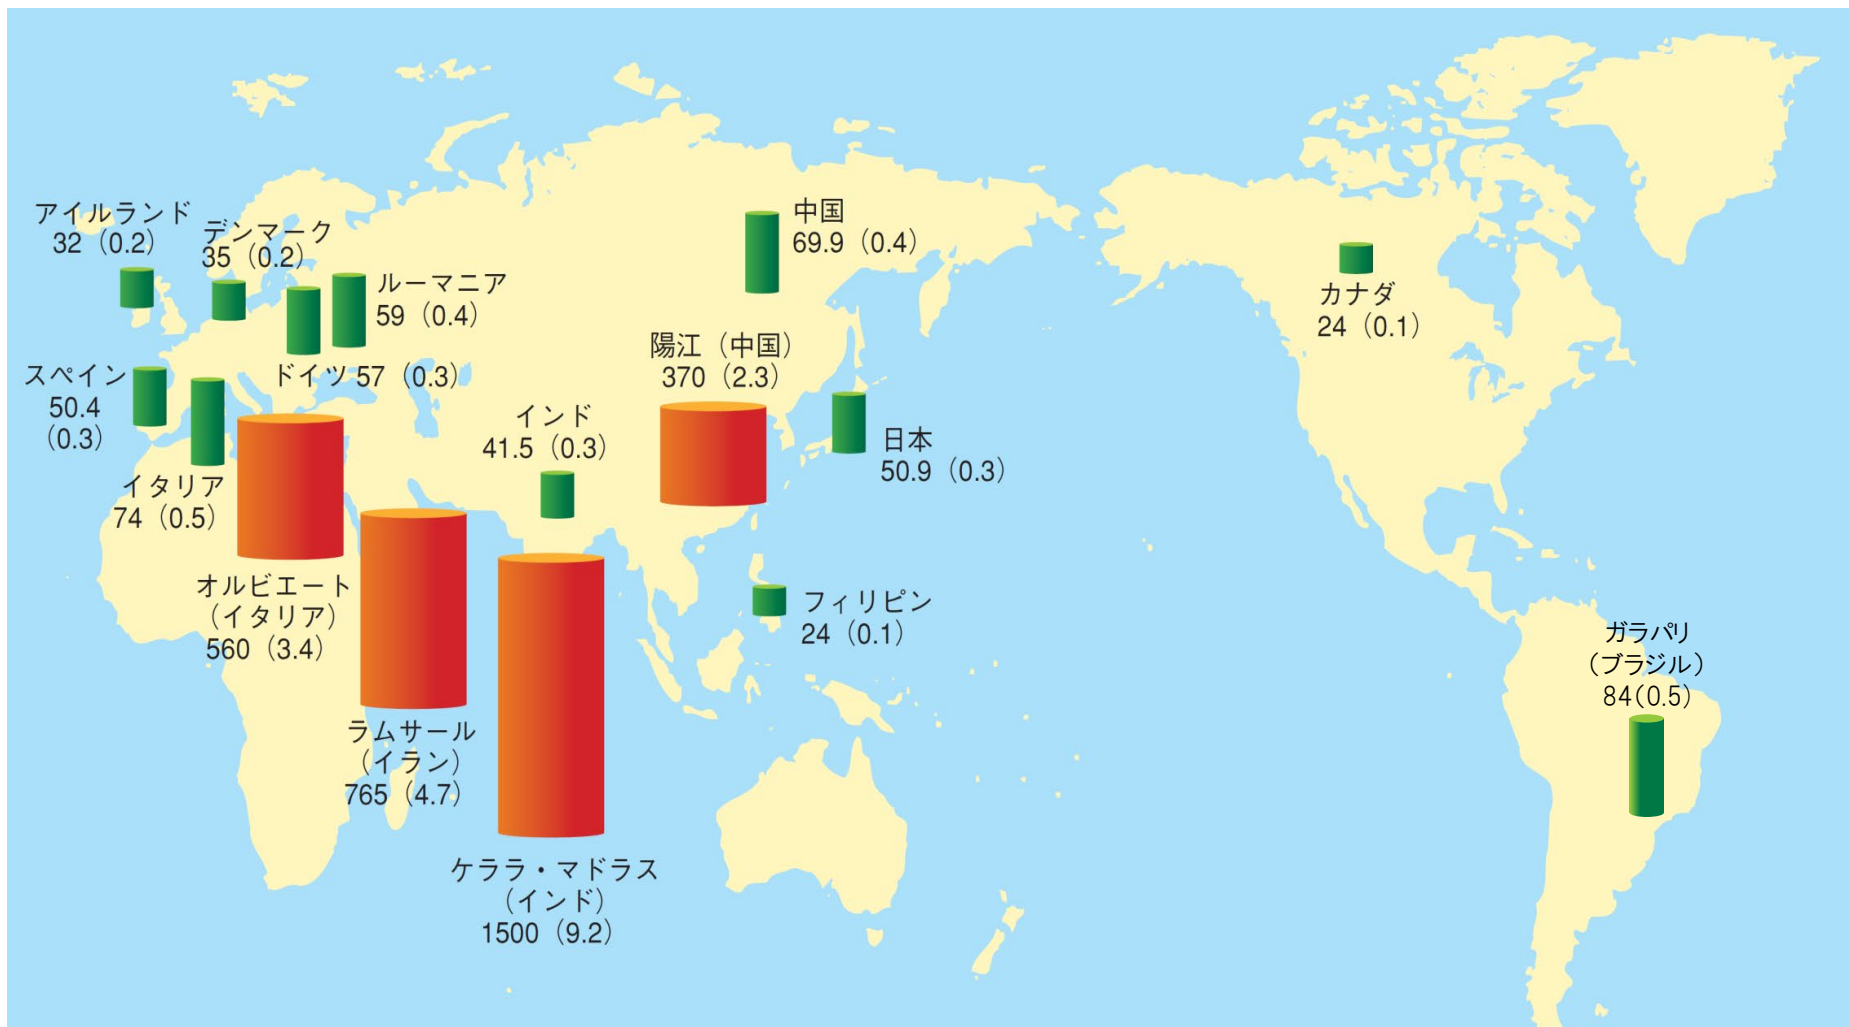 アイルランド
32（0.2）
デンマーク
35（0.2）
ルーマニア
59（0.4）
ドイツ 57（0.3）
スペイン
50.4
（0.3）
イタリア
74（0.5）
オルビエート
（イタリア）
560（3.4）
ラムサール
（イラン）
765（4.7）
インド
41.5（0.3）
ケララ・マドラス
（インド）
1500（9.2）
中国
69.9（0.4）
陽江（中国）
370（2.3）
日本
50.9（0.3）
フィリピン
24（0.1）
カナダ
24（0.1）
ガラパリ
（ブラジル）
84(0.5)